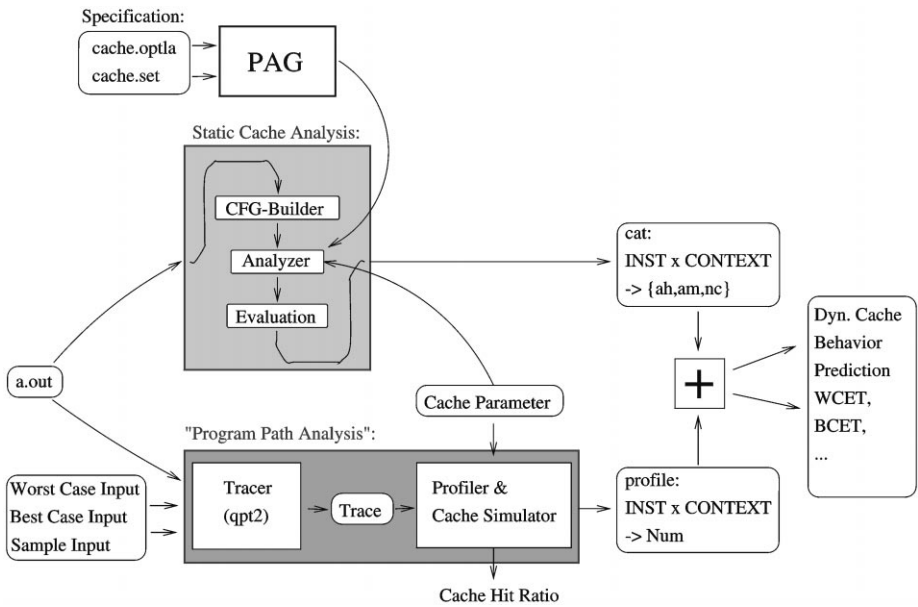 Specification:
cache.optla
cache.set
PAG
Static Cache Analysis:
CFG-Builder
Analyzer
Evaluation
cat:
INST x CONTEXT
-> {ah,am,nc}
Dyn. Cache
Behavior
Prediction
WCET,
BCET,
...
+
a.out
Cache Parameter
"Program Path Analysis":
Worst Case Input
Best Case Input
Sample Input
Tracer
(qpt2)
Trace
Profiler &
Cache Simulator
profile:
INST x CONTEXT
-> Num
Cache Hit Ratio